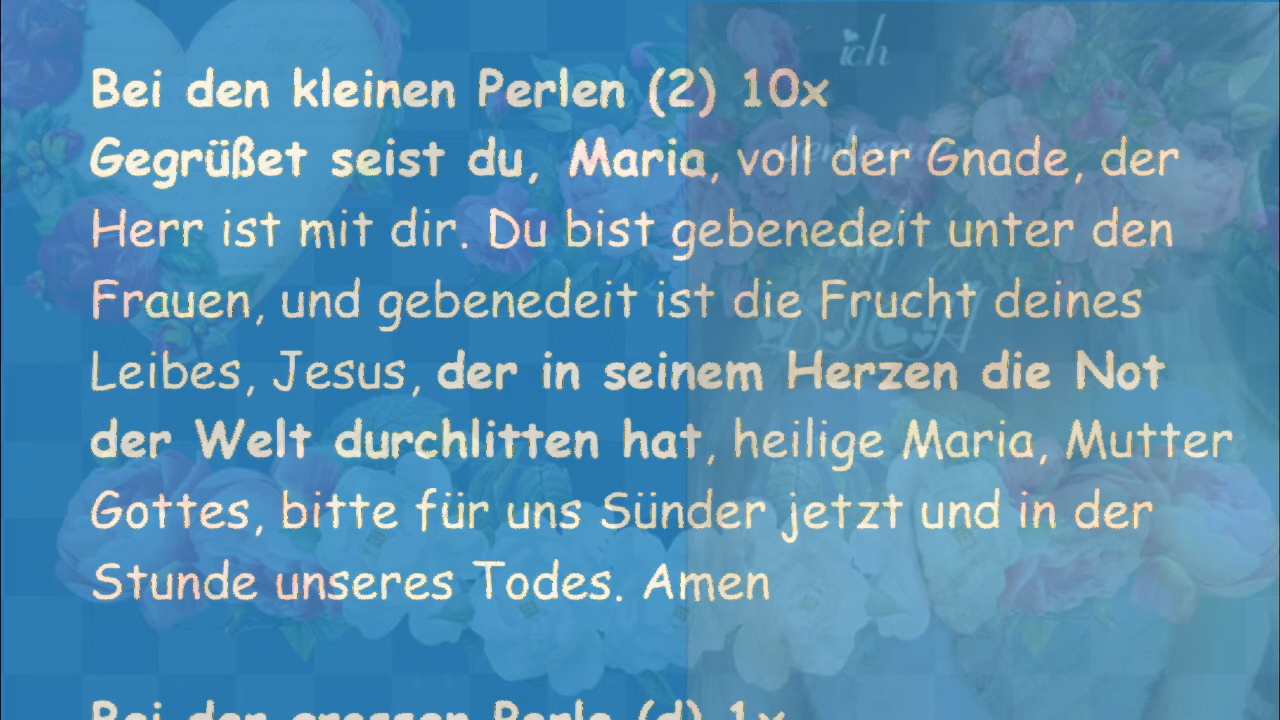 ich
Bei den kleinen Perlen (2) 10x
Gegrüßet seist du, Maria, voll der Gnade, der
Herr ist mit dir. Du bist gebenedeit unter den
Frauen, und gebenedeit ist die Frucht deines
Leibes, Jesus, der in seinem Herzen die Not
der Welt durchlitten hat, heilige Maria, Mutter
Gottes, bitte für uns Sünder jetzt und in der
Stunde unseres Todes. Amen
Bei der grossen Perle (d) 1x